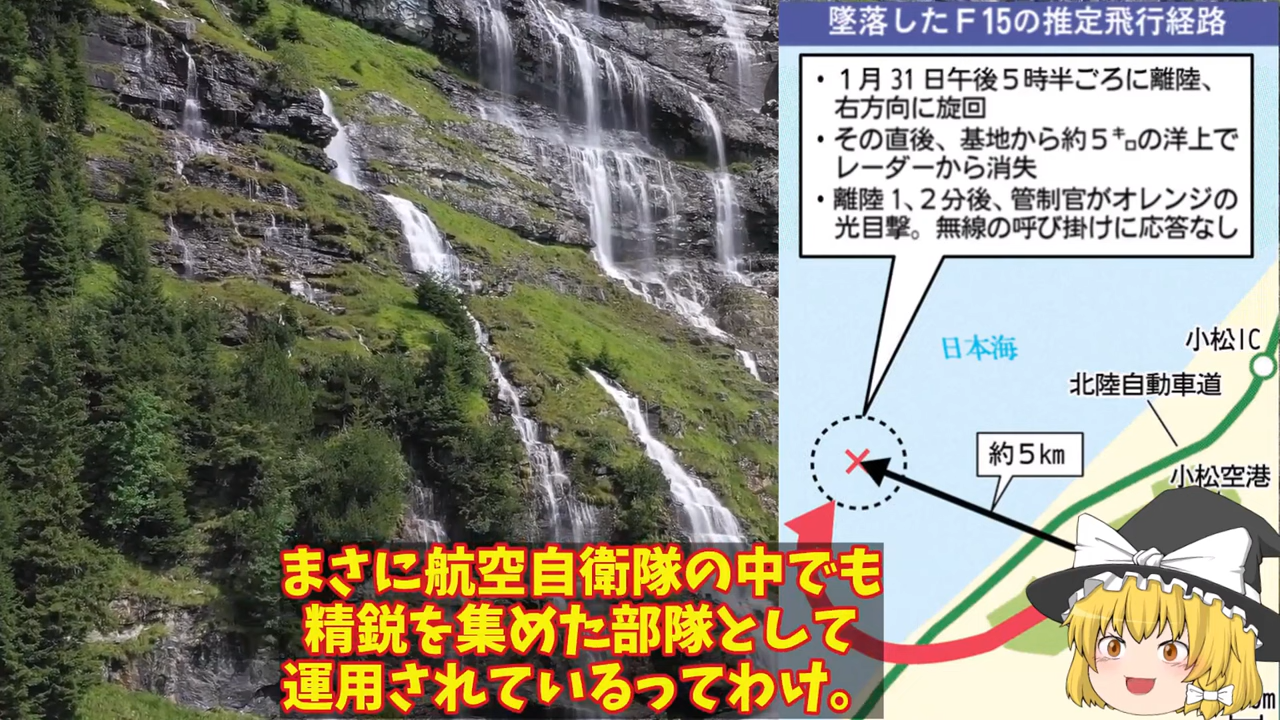 墜落したF15の推定飛行経路
・1月31日午後5時半ごろに離陸、
右方向に旋回
・その直後、基地から約5㌔の洋上で
レーダーから消失
・離陸1、2分後、管制官がオレンジの
光目撃。無線の呼び掛けに応答なし
日本海
小松IC
北陸自動車道
約5km
小松空港
まさに航空自衛隊の中でも
精鋭を集めた部隊として
運用されているってわけ。